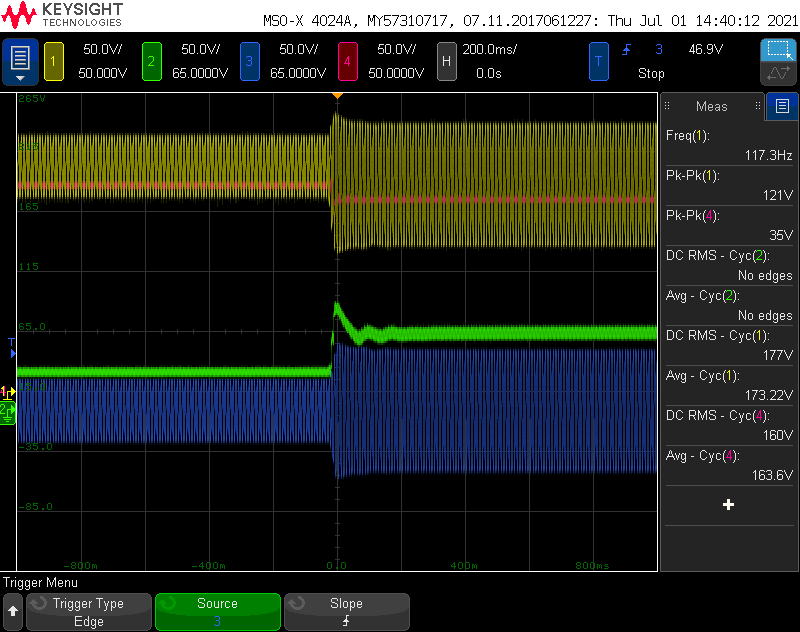 KEYSIGHT
TECHNOLOGIES
MSO-X 4024A, MY57310717, 07.11.2017061227: Thu Jul 01 14:40:12 2021
1 50.0V/ 2 50.0V/ 3 50.0V/ 4 50.0V/ H 200.0ms/ T 3 46.9V
50.000V 65.0000V 65.0000V 50.0000V 0.0s Stop
265V
215
165
115
65.0
-35.0
-85.0
T
1
2
-800m -400m 0.0 400m 800ms
Meas
Freq(1):
117.3Hz
Pk-Pk(1):
121V
Pk-Pk(4):
35V
DC RMS - Cyc(2):
No edges
Avg - Cyc(2):
No edges
DC RMS - Cyc(1):
177V
Avg - Cyc(1):
173.22V
DC RMS - Cyc(4):
160V
Avg - Cyc(4):
163.6V
Trigger Menu
Trigger Type
Edge
Source
3
Slope